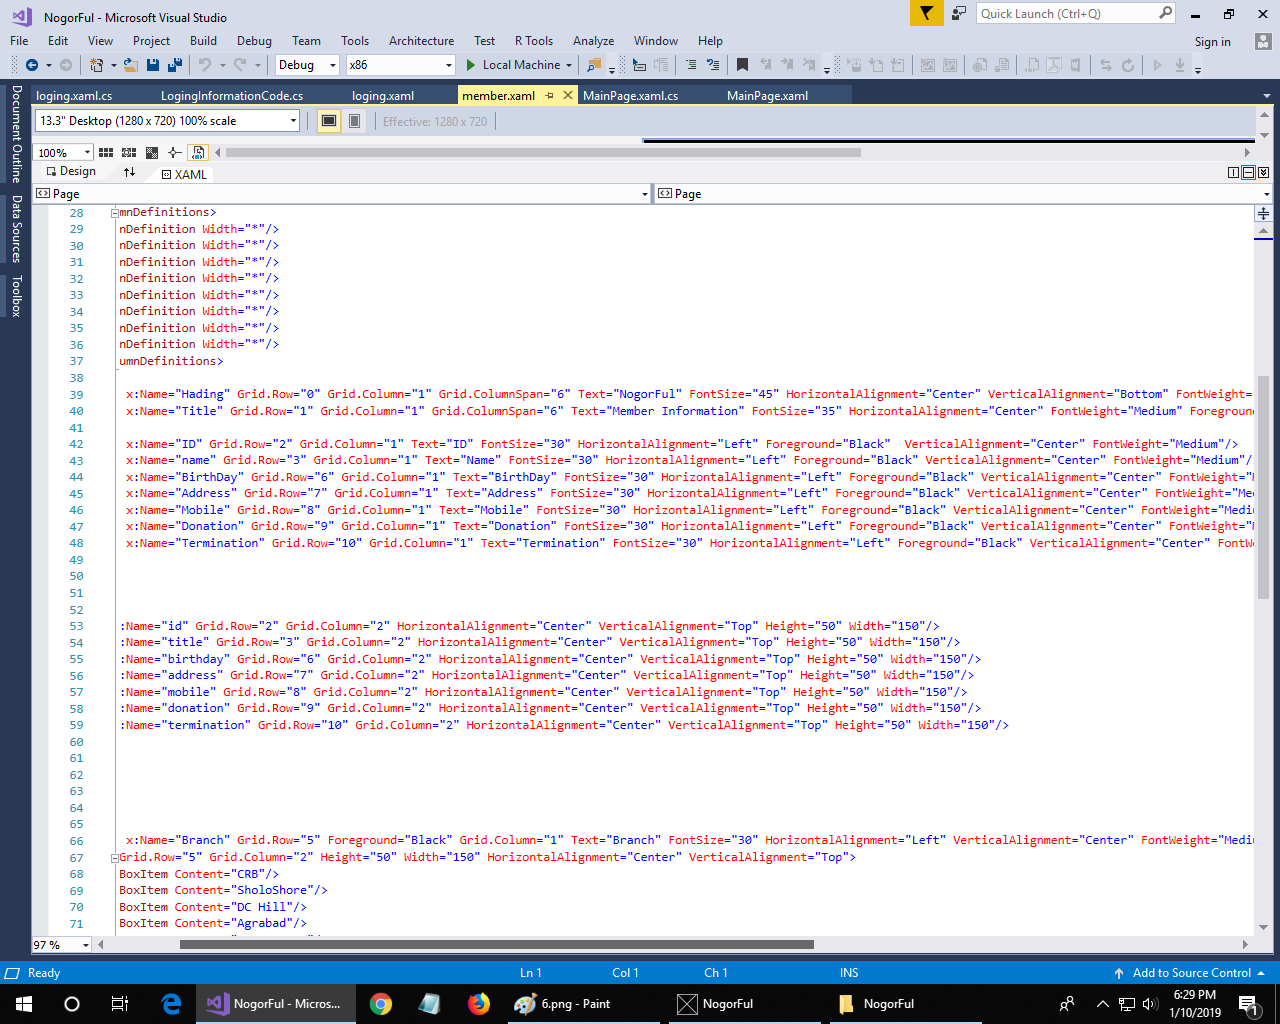 NogorFul - Microsoft Visual Studio
Quick Launch (Ctrl+Q)
File Edit View Project Build Debug Team Tools Architecture Test R Tools Analyze Window Help
Sign in
Debug x86 Local Machine
Document Outline
Data Sources
Toolbox
loging.xaml.cs LogingInformationCode.cs loging.xaml member.xaml MainPage.xaml.cs MainPage.xaml
13.3" Desktop (1280 x 720) 100% scale Effective: 1280 x 720
100%
Design XAML
Page Page
28 mnDefinitions>
29 nDefinition Width="*"/>
30 nDefinition Width="*"/>
31 nDefinition Width="*"/>
32 nDefinition Width="*"/>
33 nDefinition Width="*"/>
34 nDefinition Width="*"/>
35 nDefinition Width="*"/>
36 nDefinition Width="*"/>
37 umnDefinitions>
38
39 x:Name="Hading" Grid.Row="0" Grid.Column="1" Grid.ColumnSpan="6" Text="NogorFul" FontSize="45" HorizontalAlignment="Center" VerticalAlignment="Bottom" FontWeight=
40 x:Name="Title" Grid.Row="1" Grid.Column="1" Grid.ColumnSpan="6" Text="Member Information" FontSize="35" HorizontalAlignment="Center" FontWeight="Medium" Foregroun
41
42 x:Name="ID" Grid.Row="2" Grid.Column="1" Text="ID" FontSize="30" HorizontalAlignment="Left" Foreground="Black" VerticalAlignment="Center" FontWeight="Medium"/>
43 x:Name="name" Grid.Row="3" Grid.Column="1" Text="Name" FontSize="30" HorizontalAlignment="Left" Foreground="Black" VerticalAlignment="Center" FontWeight="Medium"/
44 x:Name="BirthDay" Grid.Row="6" Grid.Column="1" Text="BirthDay" FontSize="30" HorizontalAlignment="Left" Foreground="Black" VerticalAlignment="Center" FontWeight="
45 x:Name="Address" Grid.Row="7" Grid.Column="1" Text="Address" FontSize="30" HorizontalAlignment="Left" Foreground="Black" VerticalAlignment="Center" FontWeight="Me
46 x:Name="Mobile" Grid.Row="8" Grid.Column="1" Text="Mobile" FontSize="30" HorizontalAlignment="Left" Foreground="Black" VerticalAlignment="Center" FontWeight="Medi
47 x:Name="Donation" Grid.Row="9" Grid.Column="1" Text="Donation" FontSize="30" HorizontalAlignment="Left" Foreground="Black" VerticalAlignment="Center" FontWeight="
48 x:Name="Termination" Grid.Row="10" Grid.Column="1" Text="Termination" FontSize="30" HorizontalAlignment="Left" Foreground="Black" VerticalAlignment="Center" FontW
49
50
51
52
53 :Name="id" Grid.Row="2" Grid.Column="2" HorizontalAlignment="Center" VerticalAlignment="Top" Height="50" Width="150"/>
54 :Name="title" Grid.Row="3" Grid.Column="2" HorizontalAlignment="Center" VerticalAlignment="Top" Height="50" Width="150"/>
55 :Name="birthday" Grid.Row="6" Grid.Column="2" HorizontalAlignment="Center" VerticalAlignment="Top" Height="50" Width="150"/>
56 :Name="address" Grid.Row="7" Grid.Column="2" HorizontalAlignment="Center" VerticalAlignment="Top" Height="50" Width="150"/>
57 :Name="mobile" Grid.Row="8" Grid.Column="2" HorizontalAlignment="Center" VerticalAlignment="Top" Height="50" Width="150"/>
58 :Name="donation" Grid.Row="9" Grid.Column="2" HorizontalAlignment="Center" VerticalAlignment="Top" Height="50" Width="150"/>
59 :Name="termination" Grid.Row="10" Grid.Column="2" HorizontalAlignment="Center" VerticalAlignment="Top" Height="50" Width="150"/>
60
61
62
63
64
65
66 x:Name="Branch" Grid.Row="5" Foreground="Black" Grid.Column="1" Text="Branch" FontSize="30" HorizontalAlignment="Left" VerticalAlignment="Center" FontWeight="Medi
67 Grid.Row="5" Grid.Column="2" Height="50" Width="150" HorizontalAlignment="Center" VerticalAlignment="Top">
68 BoxItem Content="CRB"/>
69 BoxItem Content="SholoShore"/>
70 BoxItem Content="DC Hill"/>
71 BoxItem Content="Agrabad"/>
97 %
Ready Ln 1 Col 1 Ch 1 INS Add to Source Control
NogorFul - Micros... 6.png - Paint NogorFul NogorFul
6:29 PM
1/10/2019
1